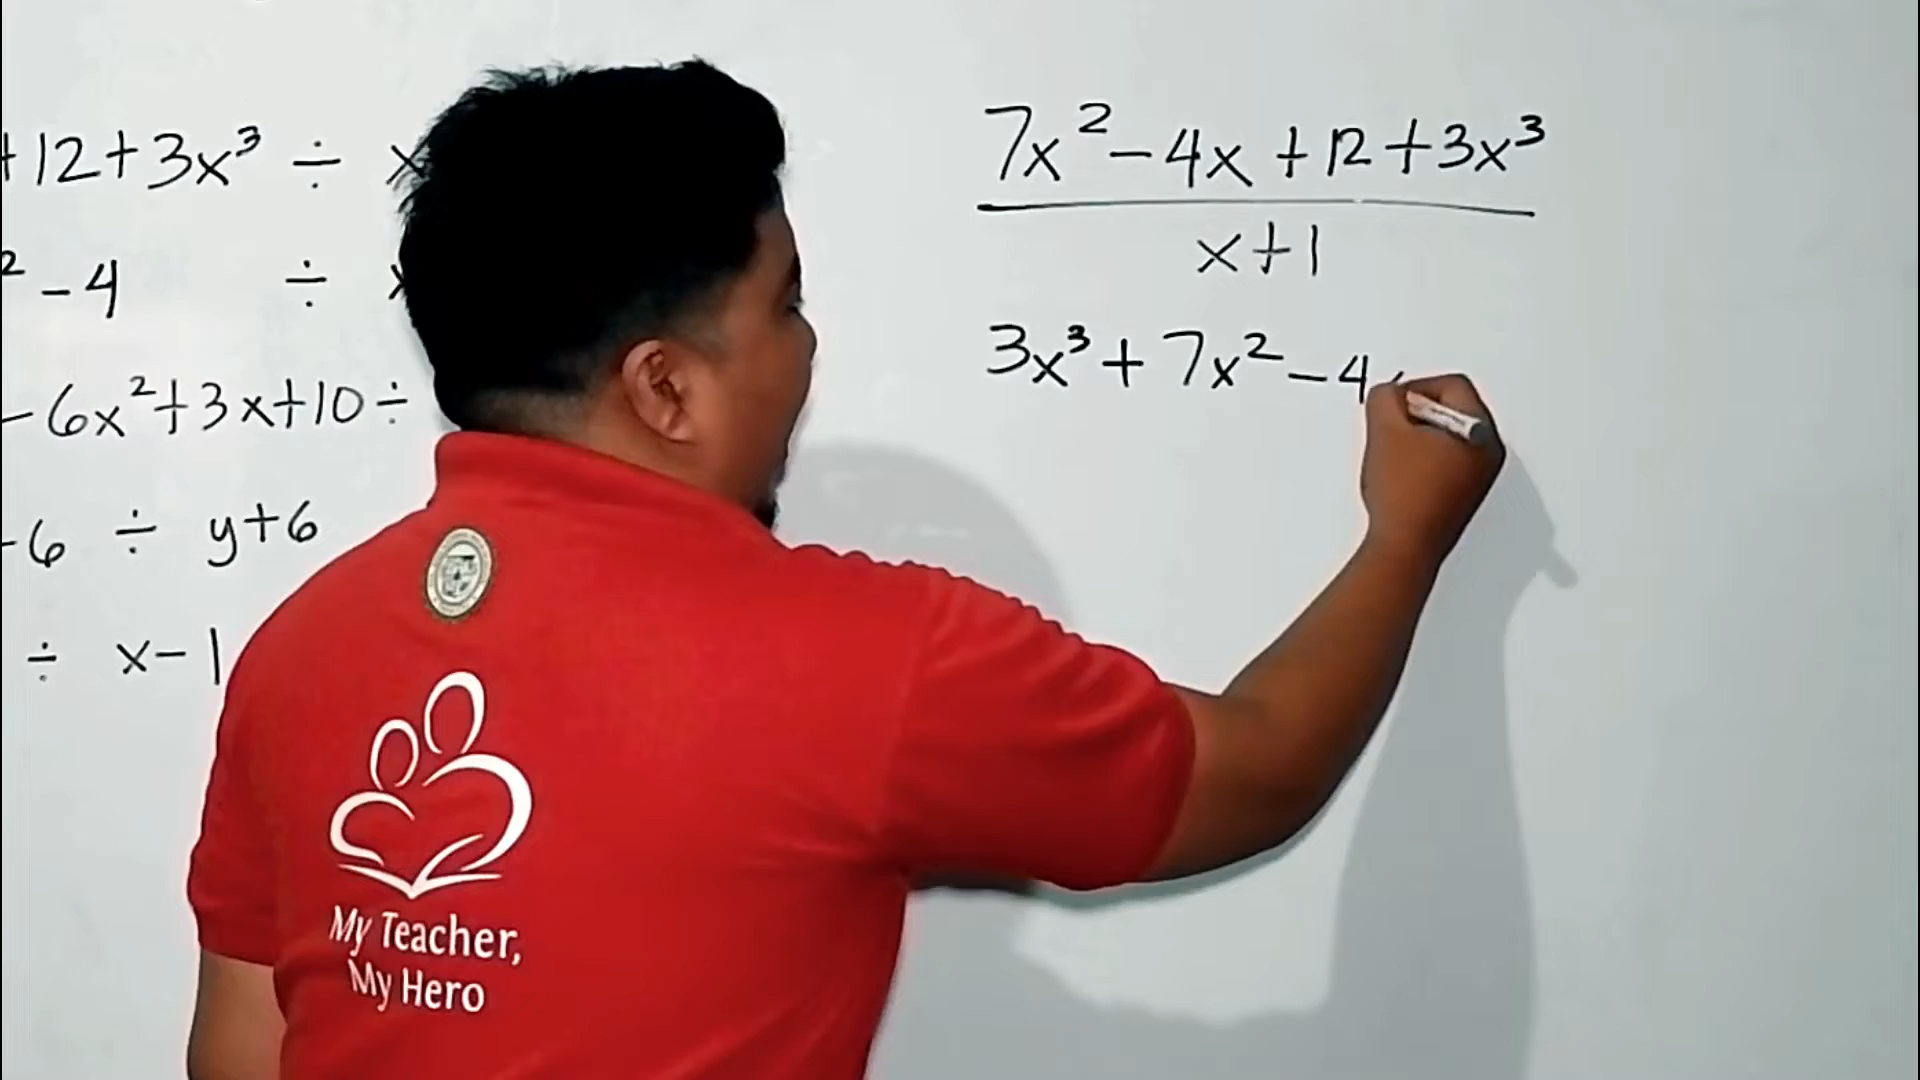 +12+3x³ ÷ x
² -4 ÷ x
-6x²+3x+10÷
-6 ÷ y+6
÷ x-1
7x²-4x+12+3x³
x+1
3x³+7x²-4
My Teacher,
My Hero